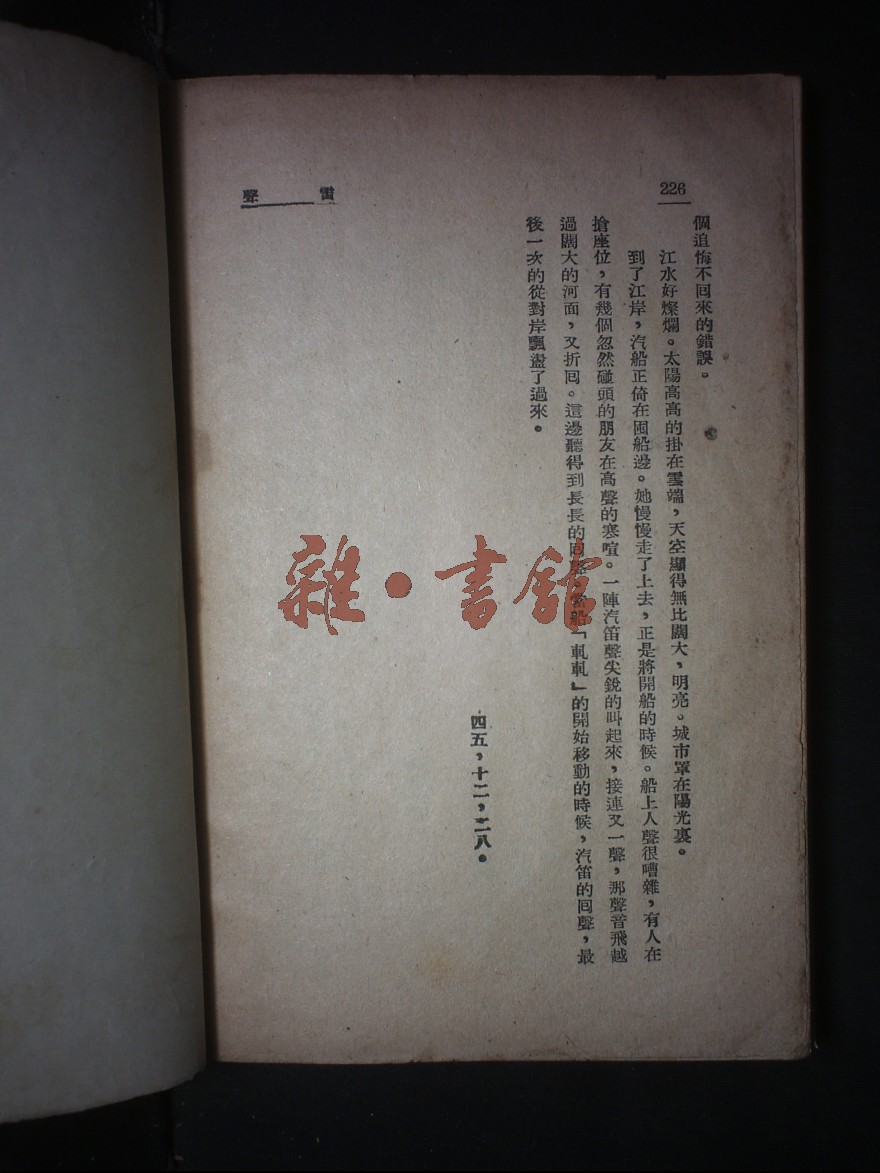 226
雷——聲
個追悔不回來的錯誤。
江水好燦爛。太陽高高的掛在雲端，天空顯得無比闊大，明亮。城市罩在陽光裏。
到了江岸，汽船正倚在囤船邊。她慢慢走了上去，正是將開船的時候。船上人聲很嘈雜，有人在
搶座位，有幾個忽然碰頭的朋友在高聲的寒喧。一陣汽笛聲尖銳的叫起來，接連又一聲，那聲音飛越
過闊大的河面，又折回。這邊聽得到長長的回聲。當船「軋軋」的開始移動的時候，汽笛的回聲，最
後一次的從對岸飄盪了過來。
四五，十二，二八。
雜·書館